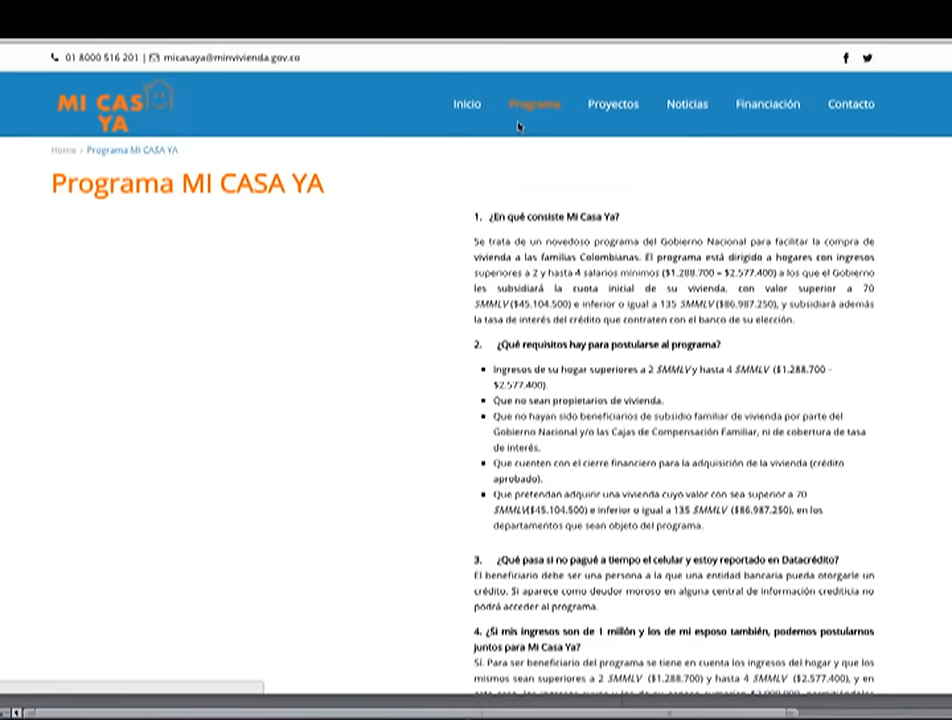 01 8000 516 201 | micasaya@minvivienda.gov.co
MI CAS
YA
Inicio Programa Proyectos Noticias Financiación Contacto
Home > Programa MI CASA YA
Programa MI CASA YA
1. ¿En qué consiste Mi Casa Ya?
Se trata de un novedoso programa del Gobierno Nacional para facilitar la compra de
vivienda a las familias Colombianas. El programa está dirigido a hogares con ingresos
superiores a 2 y hasta 4 salarios mínimos ($1.288.700 – $2.577.400) a los que el Gobierno
les subsidiará la cuota inicial de su vivienda, con valor superior a 70
SMMLV($45.104.500) e inferior o igual a 135 SMMLV($86.987.250), y subsidiará además
la tasa de interés del crédito que contraten con el banco de su elección.
2. ¿Qué requisitos hay para postularse al programa?
Ingresos de su hogar superiores a 2 SMMLV y hasta 4 SMMLV ($1.288.700 –
$2.577.400).
Que no sean propietarios de vivienda.
Que no hayan sido beneficiarios de subsidio familiar de vivienda por parte del
Gobierno Nacional y/o las Cajas de Compensación Familiar, ni de cobertura de tasa
de interés.
Que cuenten con el cierre financiero para la adquisición de la vivienda (crédito
aprobado).
Que pretendan adquirir una vivienda cuyo valor con sea superior a 70
SMMLV($45.104.500) e inferior o igual a 135 SMMLV ($86.987.250), en los
departamentos que sean objeto del programa.
3. ¿Qué pasa si no pagué a tiempo el celular y estoy reportado en Datacrédito?
El beneficiario debe ser una persona a la que una entidad bancaria pueda otorgarle un
crédito. Si aparece como deudor moroso en alguna central de información crediticia no
podrá acceder al programa.
4. ¿Si mis ingresos son de 1 millón y los de mi esposo también, podemos postularnos
juntos para Mi Casa Ya?
Sí. Para ser beneficiario del programa se tiene en cuenta los ingresos del hogar y que los
mismos sean superiores a 2 SMMLV ($1.288.700) y hasta 4 SMMLV ($2.577.400), y en